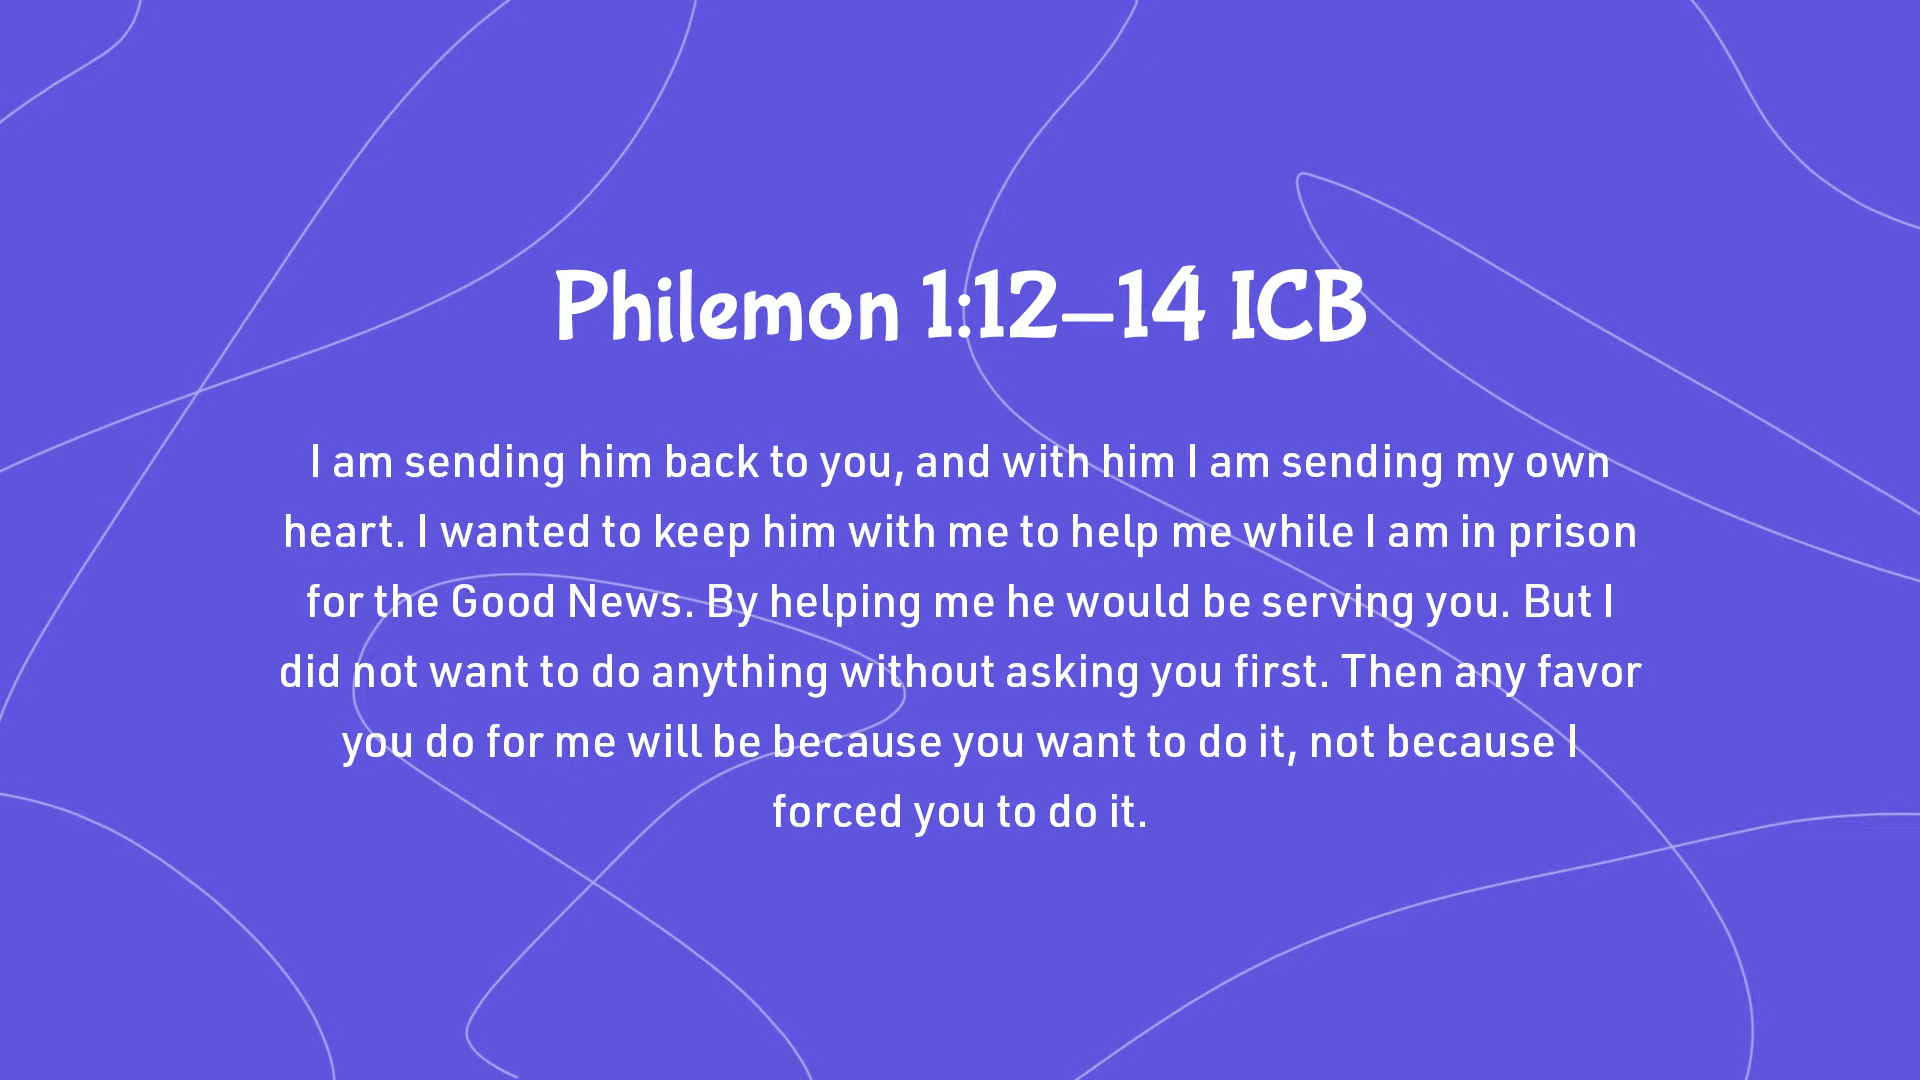 Philemon 1:12–14 ICB
I am sending him back to you, and with him I am sending my own
heart. I wanted to keep him with me to help me while I am in prison
for the Good News. By helping me he would be serving you. But I
did not want to do anything without asking you first. Then any favor
you do for me will be because you want to do it, not because I
forced you to do it.